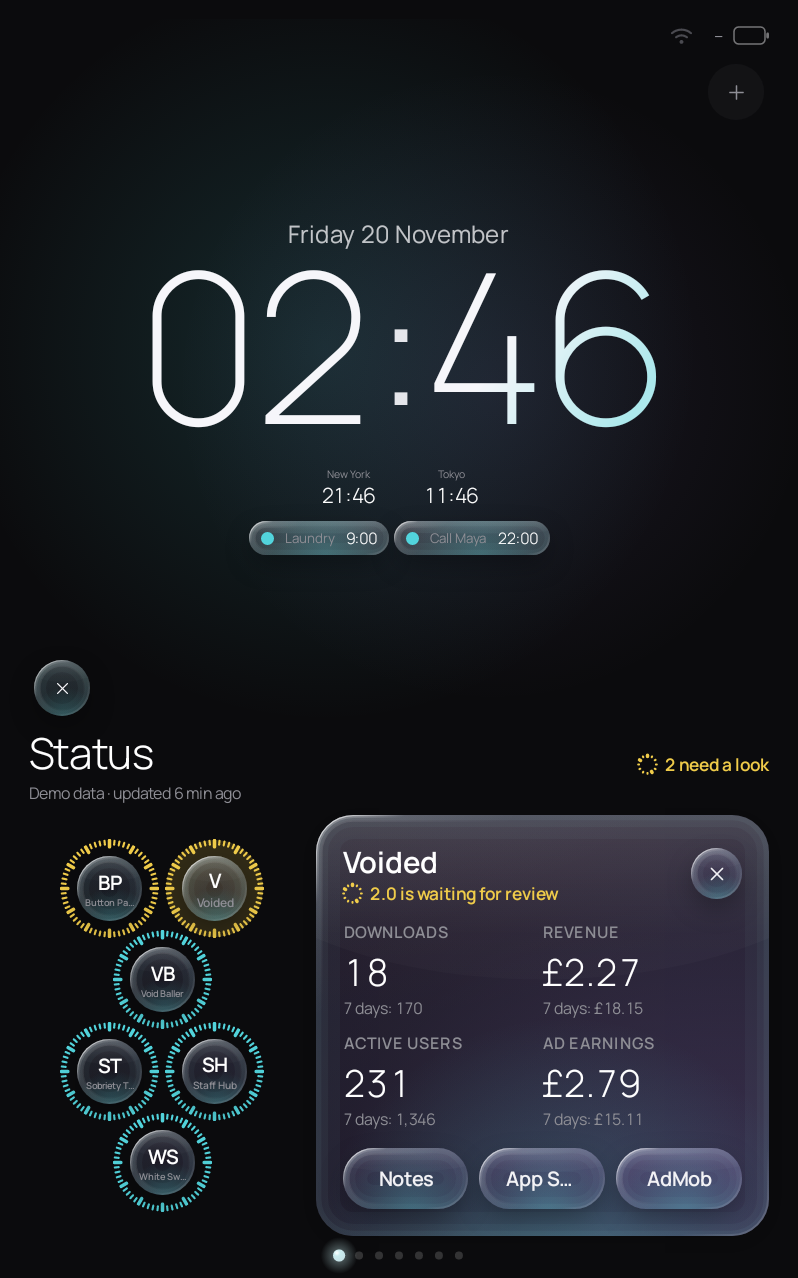 –
+
Friday 20 November
02:46
New York
Tokyo
21:46
11:46
Laundry 9:00
Call Maya 22:00
Status
2 need a look
Demo data · updated 6 min ago
BP
Button Pa...
V
Voided
VB
Void Baller
ST
Sobriety T...
SH
Staff Hub
WS
White Sw...
Voided
2.0 is waiting for review
DOWNLOADS
18
7 days: 170
REVENUE
£2.27
7 days: £18.15
ACTIVE USERS
231
7 days: 1,346
AD EARNINGS
£2.79
7 days: £15.11
Notes
App S...
AdMob